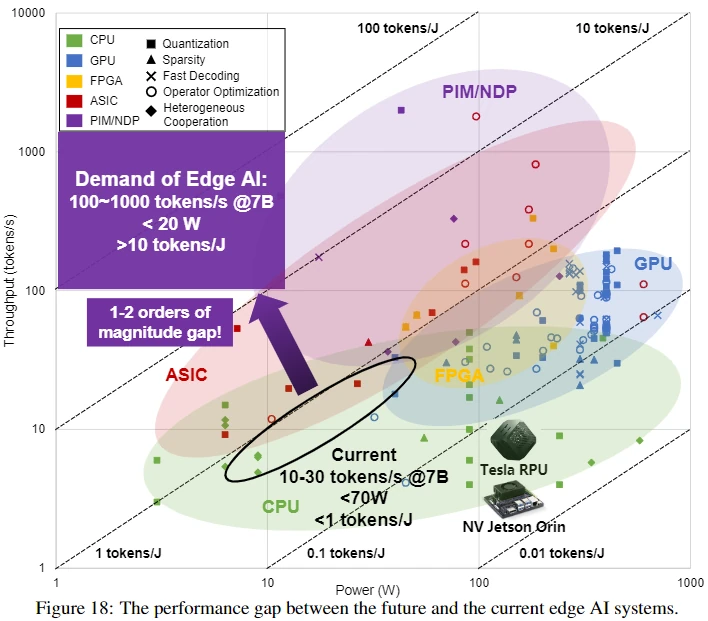 10000
1000
100
10
1
Throughput (tokens/s)
CPU
GPU
FPGA
ASIC
PIM/NDP
Quantization
Sparsity
Fast Decoding
Operator Optimization
Heterogeneous
Cooperation
100 tokens/J
10 tokens/J
PIM/NDP
Demand of Edge AI:
100~1000 tokens/s @7B
< 20 W
>10 tokens/J
1-2 orders of
magnitude gap!
GPU
ASIC
FPGA
CPU
Current
10-30 tokens/s @7B
<70W
<1 tokens/J
Tesla RPU
NV Jetson Orin
1 tokens/J
0.1 tokens/J
0.01 tokens/J
1
10
100
1000
Power (W)
Figure 18: The performance gap between the future and the current edge AI systems.